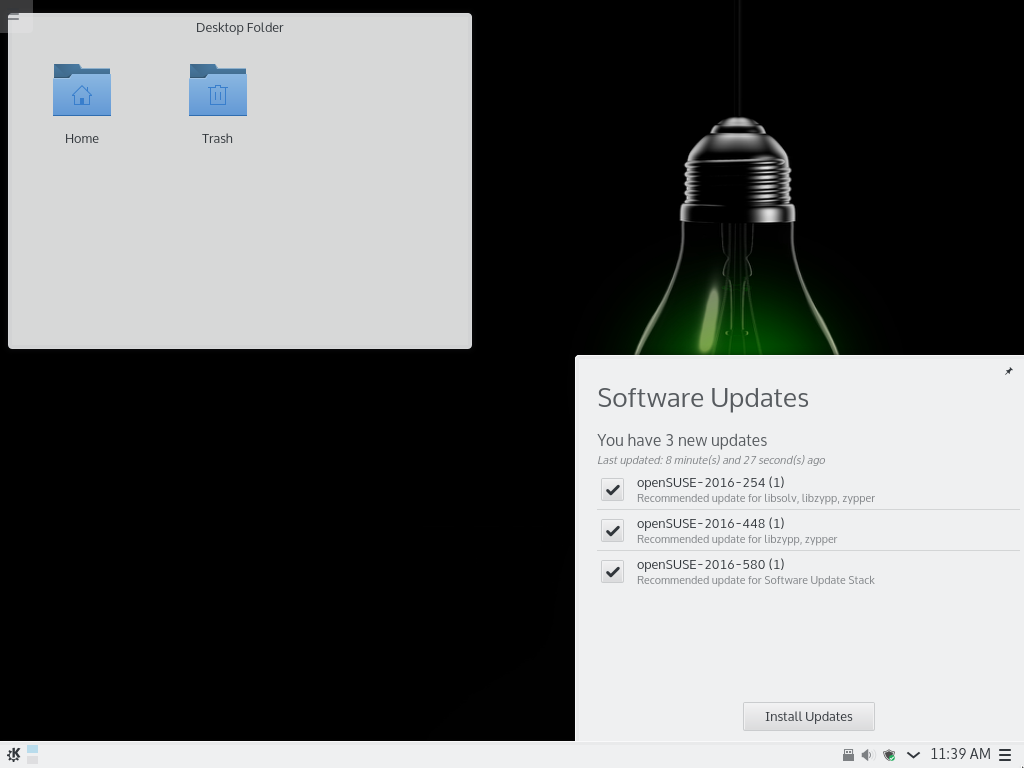 Desktop Folder
Home
Trash
Software Updates
You have 3 new updates
Last updated: 8 minute(s) and 27 second(s) ago
openSUSE-2016-254 (1)
Recommended update for libsolv, libzypp, zypper
openSUSE-2016-448 (1)
Recommended update for libzypp, zypper
openSUSE-2016-580 (1)
Recommended update for Software Update Stack
Install Updates
11:39 AM